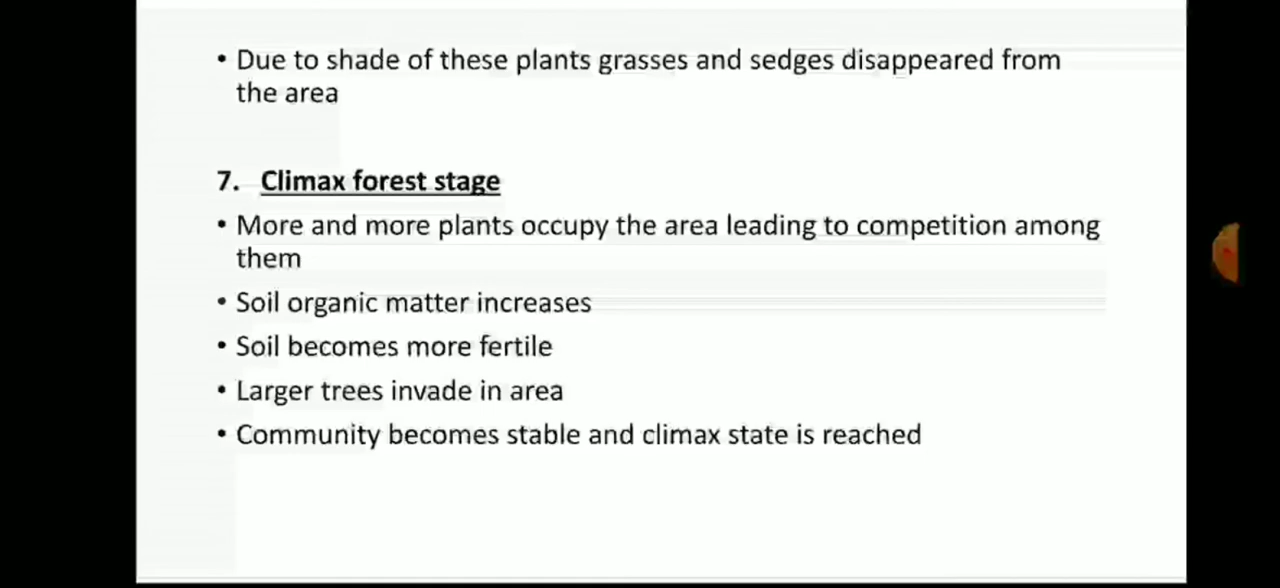 • Due to shade of these plants grasses and sedges disappeared from
the area
7. Climax forest stage
• More and more plants occupy the area leading to competition among
them
• Soil organic matter increases
• Soil becomes more fertile
• Larger trees invade in area
• Community becomes stable and climax state is reached